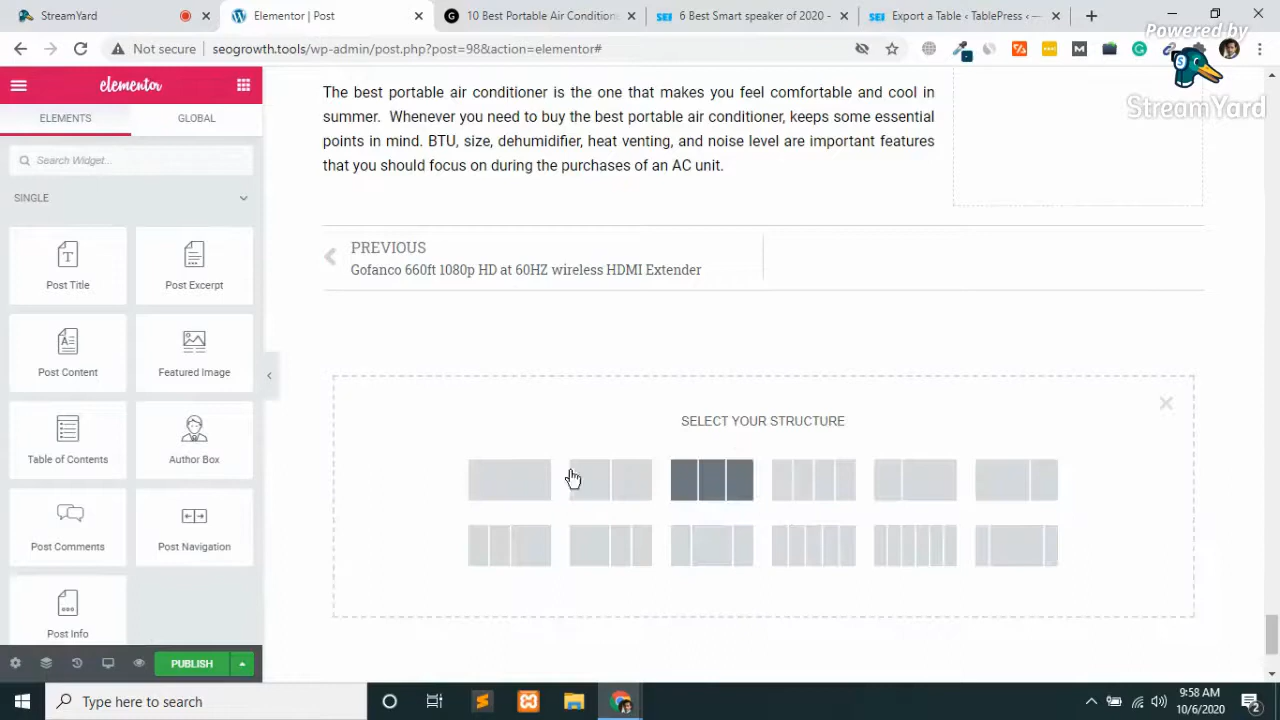 StreamYard
Elementor | Post
10 Best Portable Air Condition
6 Best Smart speaker of 2020 -
Export a Table < TablePress < —
Powered by
Not secure
seogrowth.tools/wp-admin/post.php?post=98&action=elementor#
StreamYard
elementor
ELEMENTS
GLOBAL
Search Widget...
SINGLE
Post Title
Post Excerpt
Post Content
Featured Image
Table of Contents
Author Box
Post Comments
Post Navigation
Post Info
PUBLISH
The best portable air conditioner is the one that makes you feel comfortable and cool in
summer. Whenever you need to buy the best portable air conditioner, keeps some essential
points in mind. BTU, size, dehumidifier, heat venting, and noise level are important features
that you should focus on during the purchases of an AC unit.
PREVIOUS
Gofanco 660ft 1080p HD at 60HZ wireless HDMI Extender
SELECT YOUR STRUCTURE
Type here to search
9:58 AM
10/6/2020
2